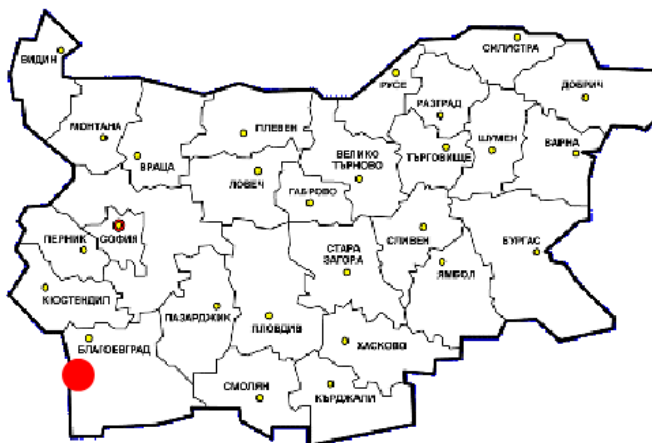 СИЛИСТРА
ВИДИН
РУСЕ
ДОБРИЧ
РАЗГРАД
МОНТАНА
ПЛЕВЕН
ШУМЕН
ВАРНА
ВРАЦА
ВЕЛИКО
ТЪРНОВО
ТЪРГОВИЩЕ
ЛОВЕЧ
ГАБРОВО
СОФИЯ
ПЕРНИК
СЛИВЕН
БУРГАС
СТАРА
ЗАГОРА
ЯМБОЛ
КЮСТЕНДИЛ
ПАЗАРДЖИК
ПЛОВДИВ
БЛАГОЕВГРАД
ХАСКОВО
СМОЛЯН
КЪРДЖАЛИ